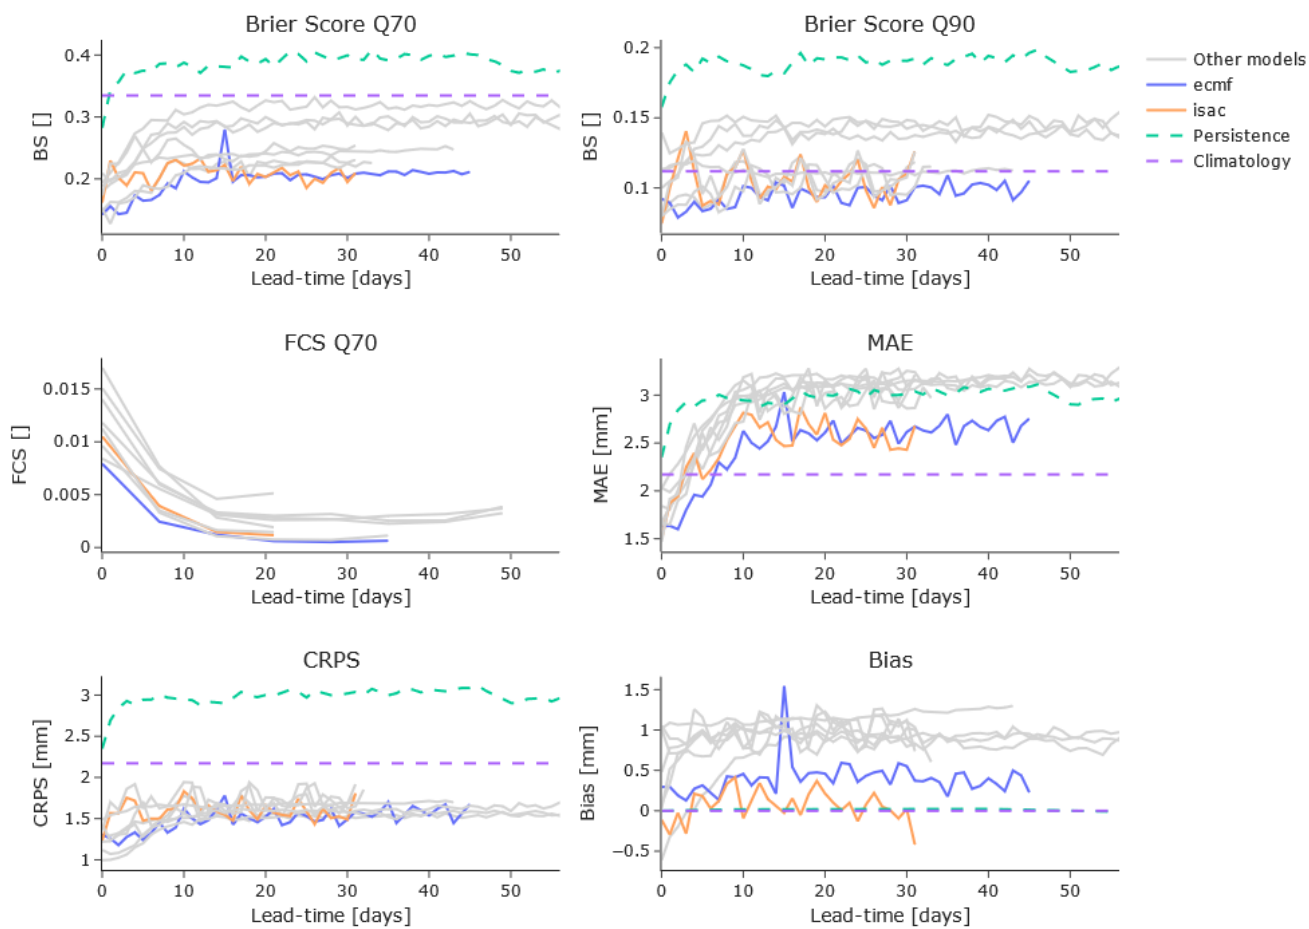 Brier Score Q70
BS []
0.4
0.3
0.2
0 10 20 30 40 50
Lead-time [days]
Brier Score Q90
BS []
0.2
0.15
0.1
0 10 20 30 40 50
Lead-time [days]
Other models
ecmf
isac
Persistence
Climatology
FCS Q70
FCS []
0.015
0.01
0.005
0
0 10 20 30 40 50
Lead-time [days]
MAE
MAE [mm]
3
2.5
2
1.5
0 10 20 30 40 50
Lead-time [days]
CRPS
CRPS [mm]
3
2.5
2
1.5
1
0 10 20 30 40 50
Lead-time [days]
Bias
Bias [mm]
1.5
1
0.5
0
−0.5
0 10 20 30 40 50
Lead-time [days]